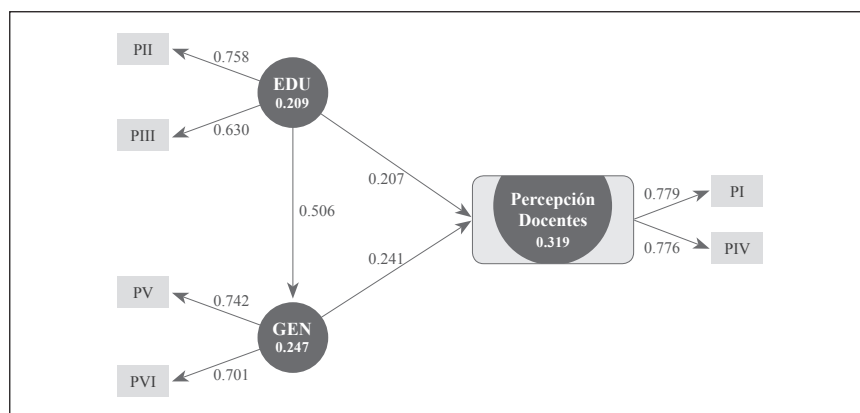 PII
0.758
EDU
0.209
PIII
0.630
0.207
Percepción
Docentes
0.319
0.779
PI
0.506
0.776
PIV
0.241
PV
0.742
GEN
0.247
PVI
0.701